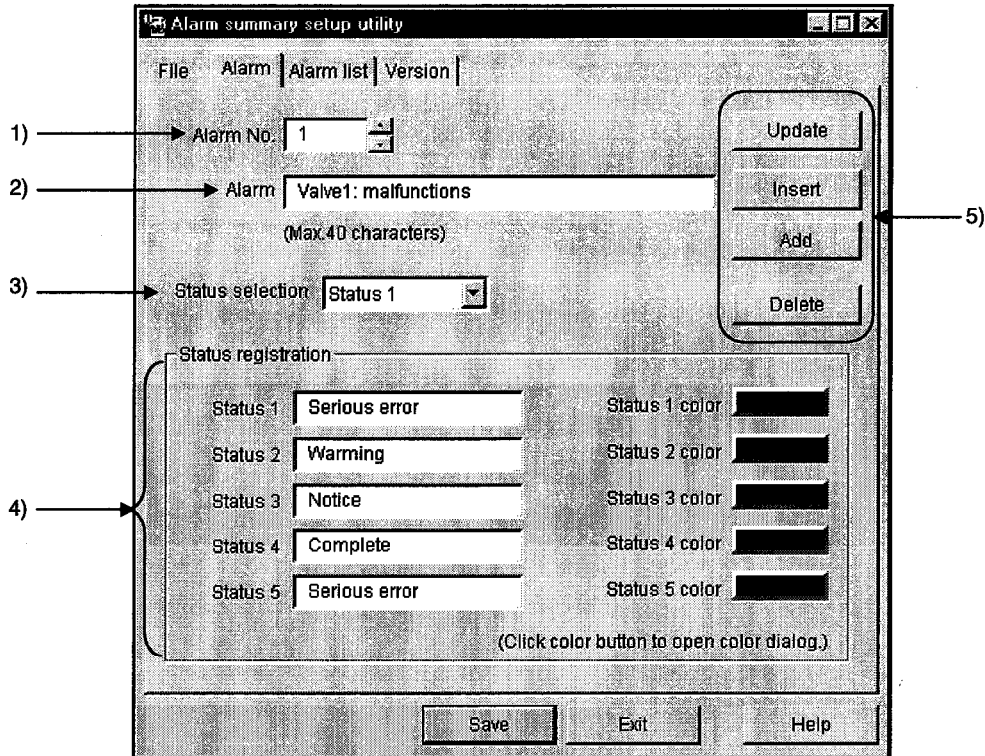 Alarm summary setup utility
File Alarm Alarm list Version
1) Alarm No. 1
Update
2) Alarm Valve1: malfunctions
Insert
5)
(Max.40 characters)
Add
3) Status selection Status 1
Delete
Status registration
Status 1 Serious error Status 1 color
Status 2 Warming Status 2 color
4) Status 3 Notice Status 3 color
Status 4 Complete Status 4 color
Status 5 Serious error Status 5 color
(Click color button to open color dialog.)
Save Exit Help